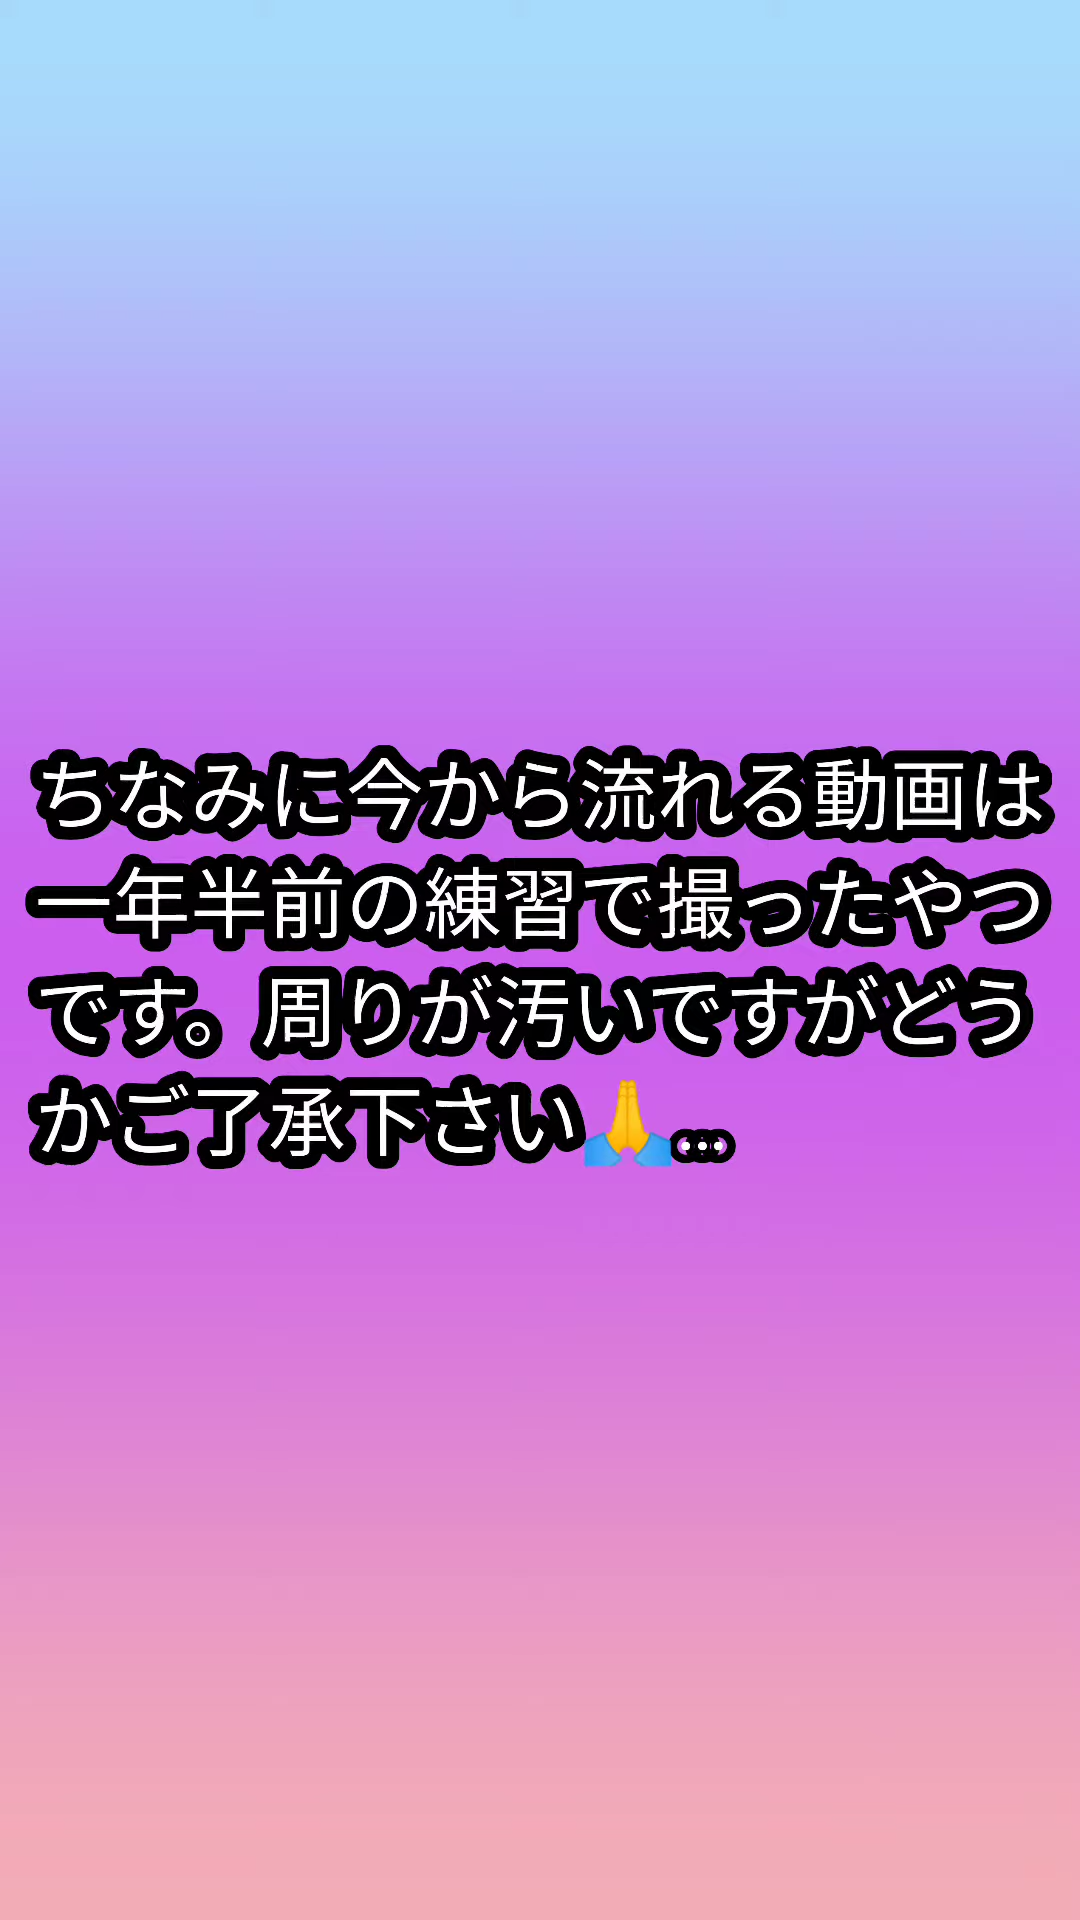 ちなみに今から流れる動画は
一年半前の練習で撮ったやつ
です。周りが汚いですがどう
かご了承下さい🙏…